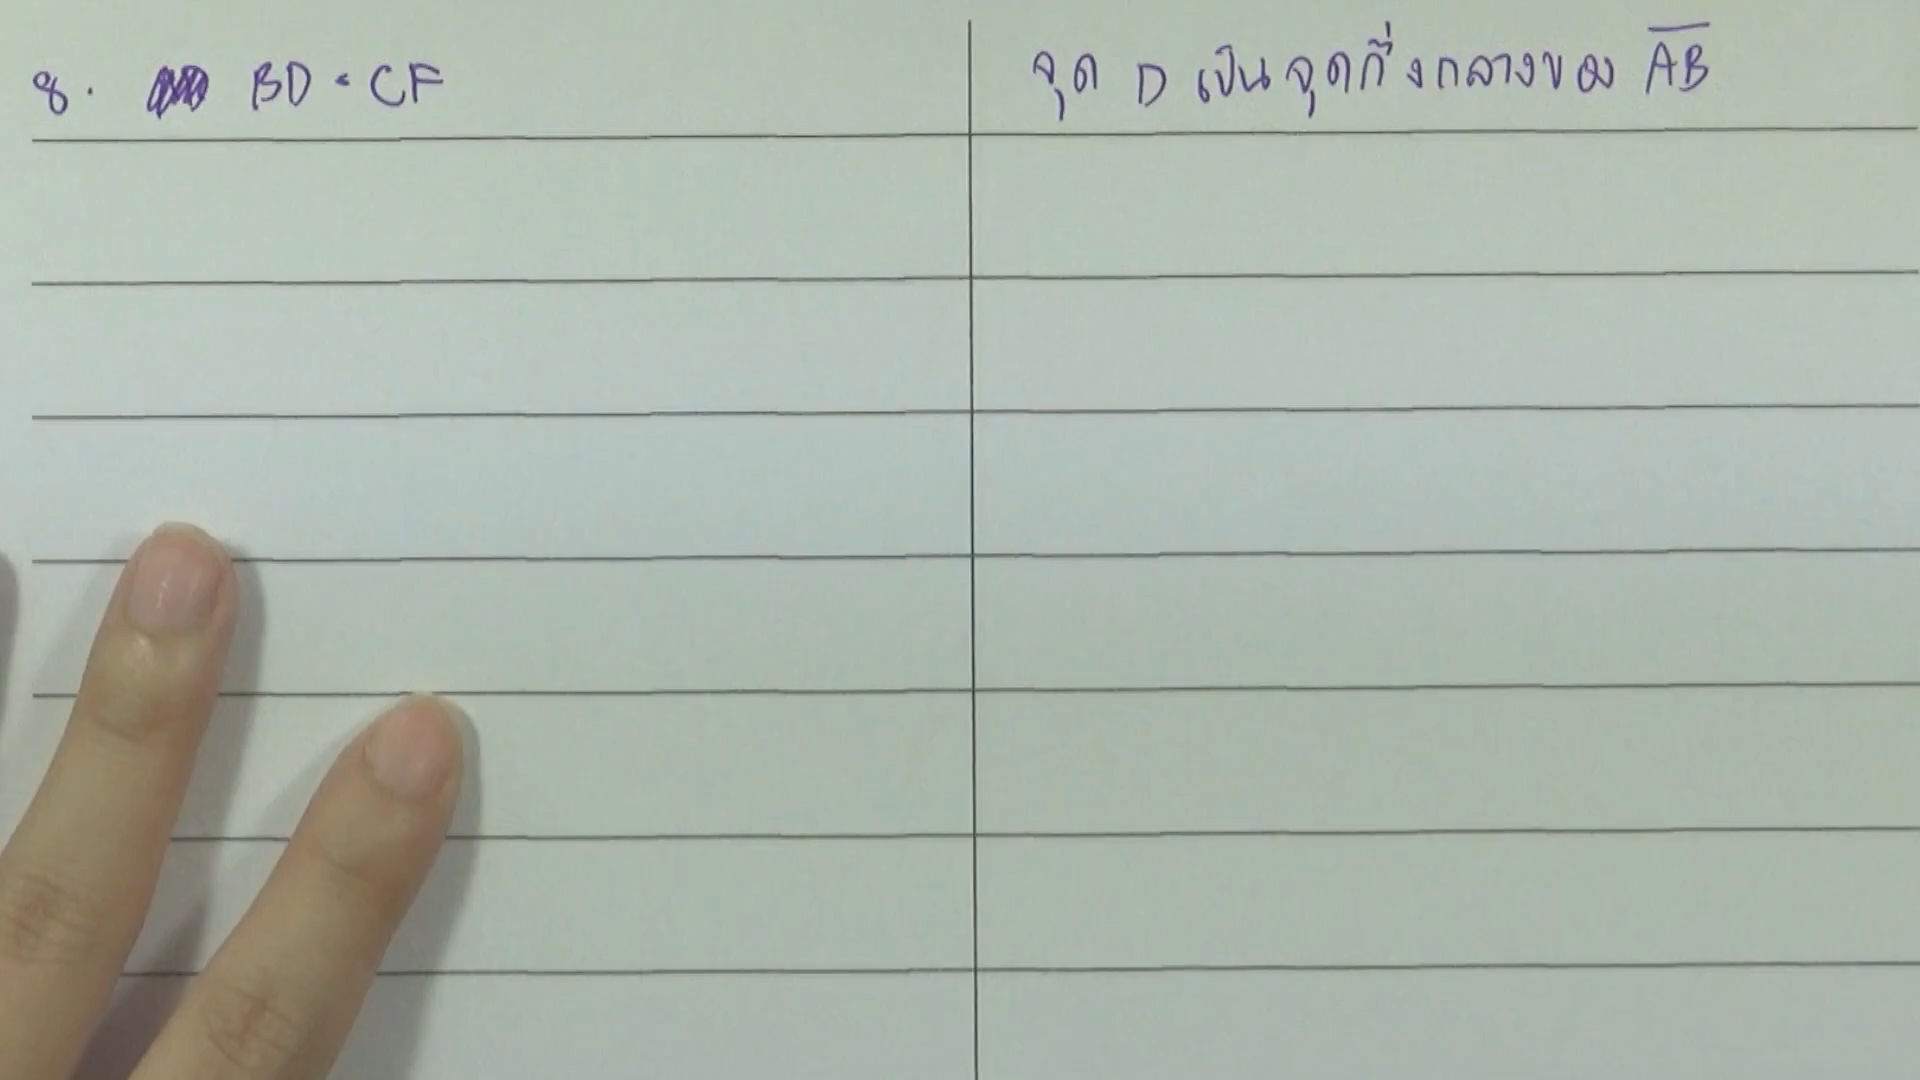 8. BD = CF
จุด D เป็นจุดกึ่งกลางของ AB